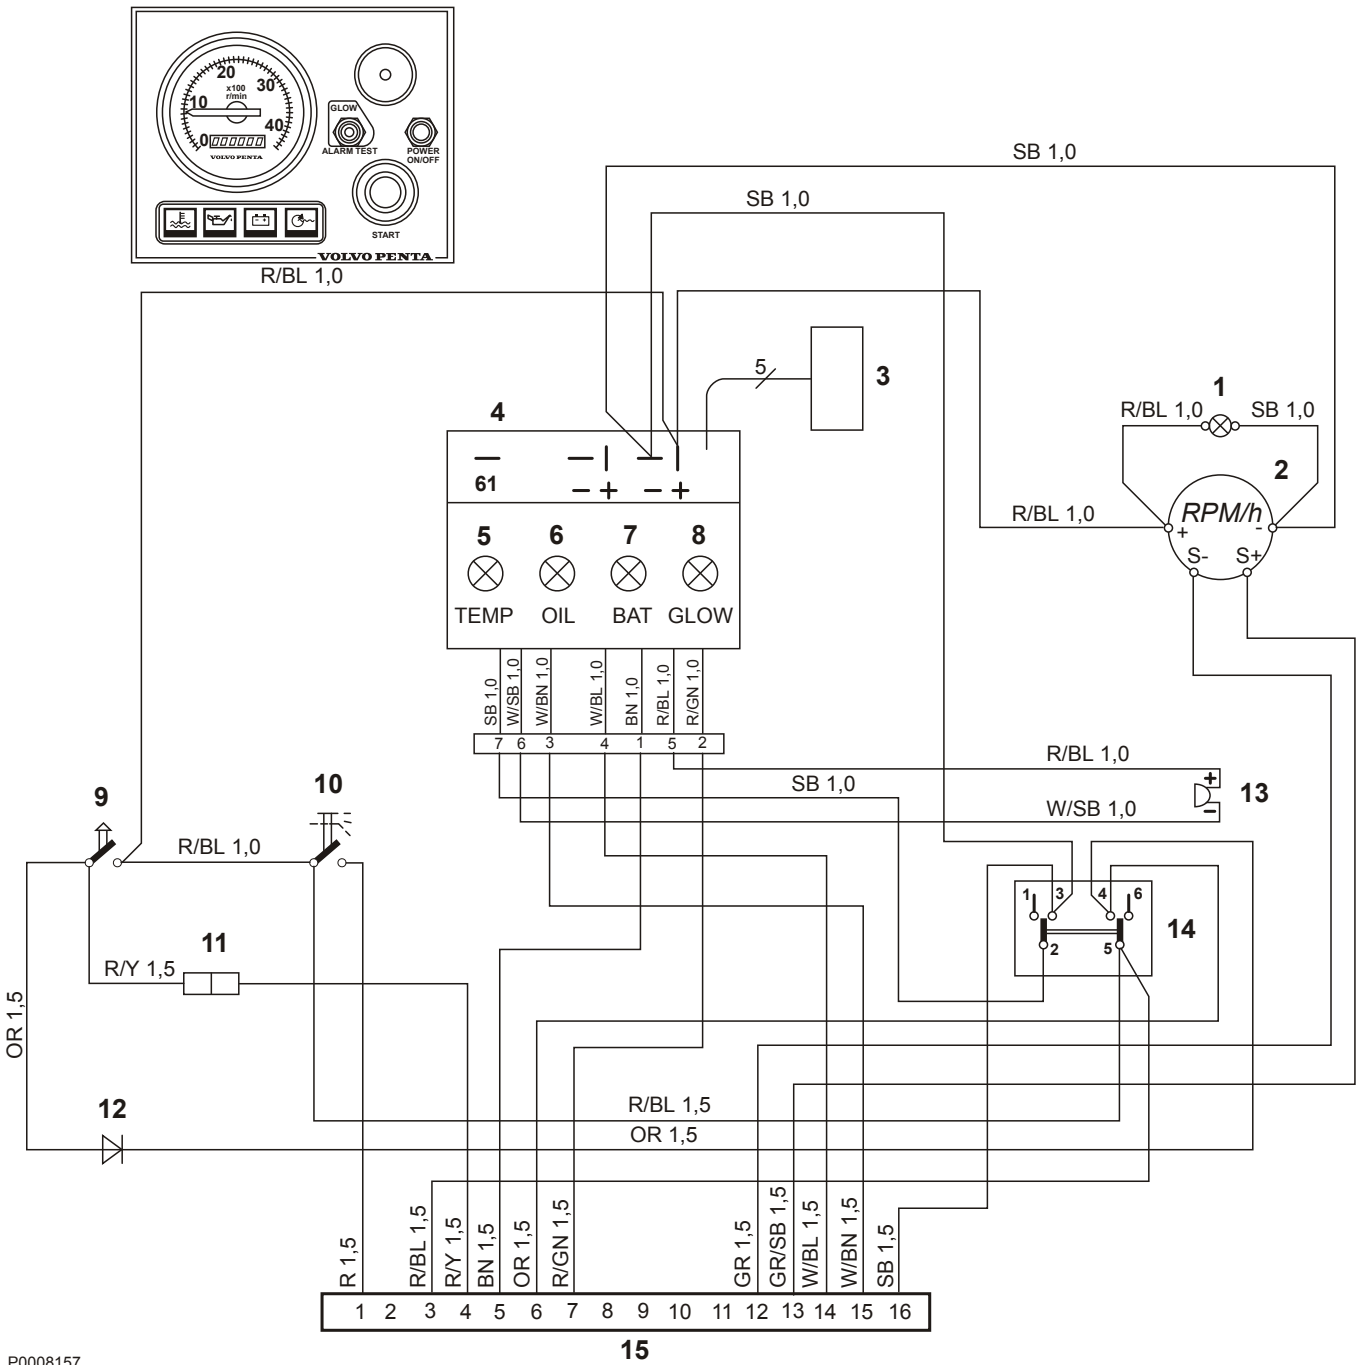 20
30
x100
r/min
10
40
0
000000
VOLVO PENTA
GLOW
ALARM TEST
POWER
ON/OFF
START
VOLVO PENTA
R/BL 1,0
SB 1,0
SB 1,0
5
3
1
R/BL 1,0
SB 1,0
2
4
61
- + - +
R/BL 1,0
RPM/h
+ -
S- S+
5 6 7 8
TEMP OIL BAT GLOW
SB 1,0
W/SB 1,0
W/BN 1,0
W/BL 1,0
BN 1,0
R/BL 1,0
R/GN 1,0
7 6 3 4 1 5 2
R/BL 1,0
SB 1,0
W/SB 1,0
+
-
13
9
10
R/BL 1,0
1 3 4 6
2 5
14
11
R/Y 1,5
OR 1,5
12
R/BL 1,5
OR 1,5
R 1,5
R/BL 1,5
R/Y 1,5
BN 1,5
OR 1,5
R/GN 1,5
GR 1,5
GR/SB 1,5
W/BL 1,5
W/BN 1,5
SB 1,5
1 2 3 4 5 6 7 8 9 10 11 12 13 14 15 16
15
P0008157